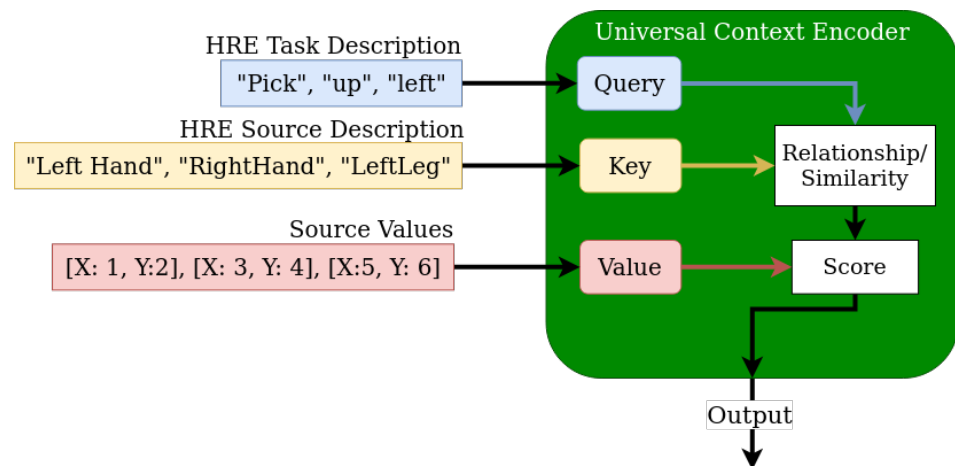 Universal Context Encoder
HRE Task Description
"Pick", "up", "left"
Query
HRE Source Description
"Left Hand", "RightHand", "LeftLeg"
Key
Relationship/
Similarity
Source Values
[X: 1, Y:2], [X: 3, Y: 4], [X:5, Y: 6]
Value
Score
Output